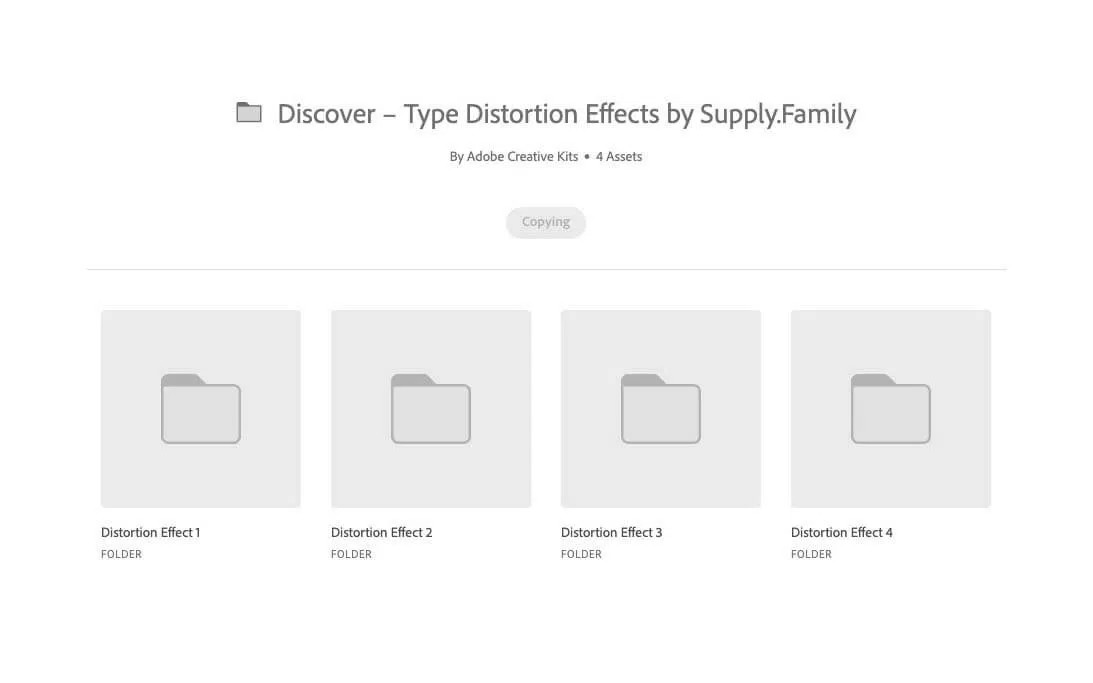 Discover – Type Distortion Effects by Supply.Family
By Adobe Creative Kits • 4 Assets
Copying
Distortion Effect 1
FOLDER
Distortion Effect 2
FOLDER
Distortion Effect 3
FOLDER
Distortion Effect 4
FOLDER